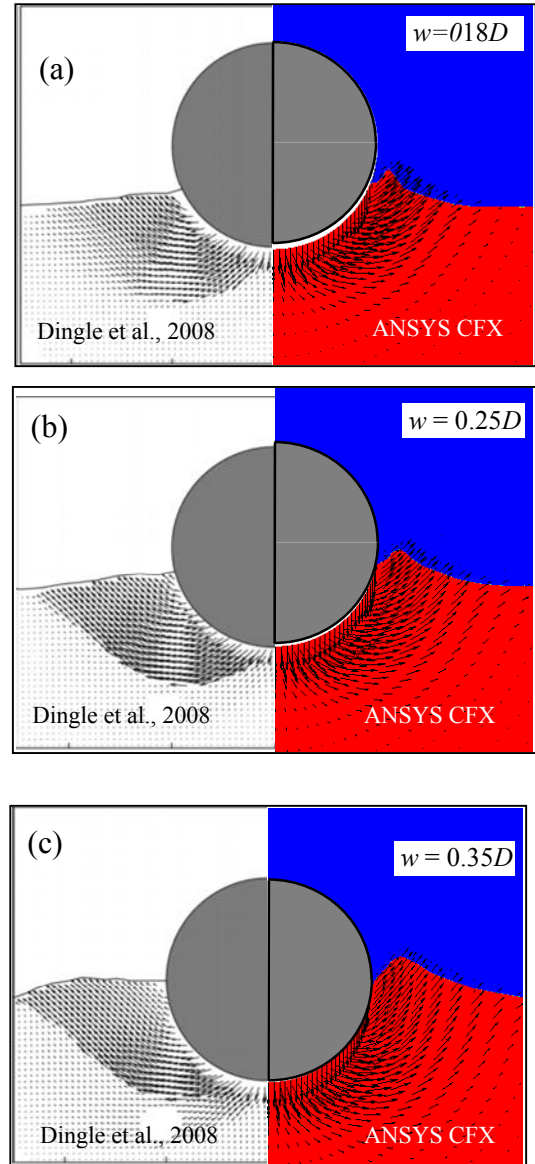 (a)
w=018D
Dingle et al., 2008
ANSYS CFX
(b)
w = 0.25D
Dingle et al., 2008
ANSYS CFX
(c)
w = 0.35D
Dingle et al., 2008
ANSYS CFX